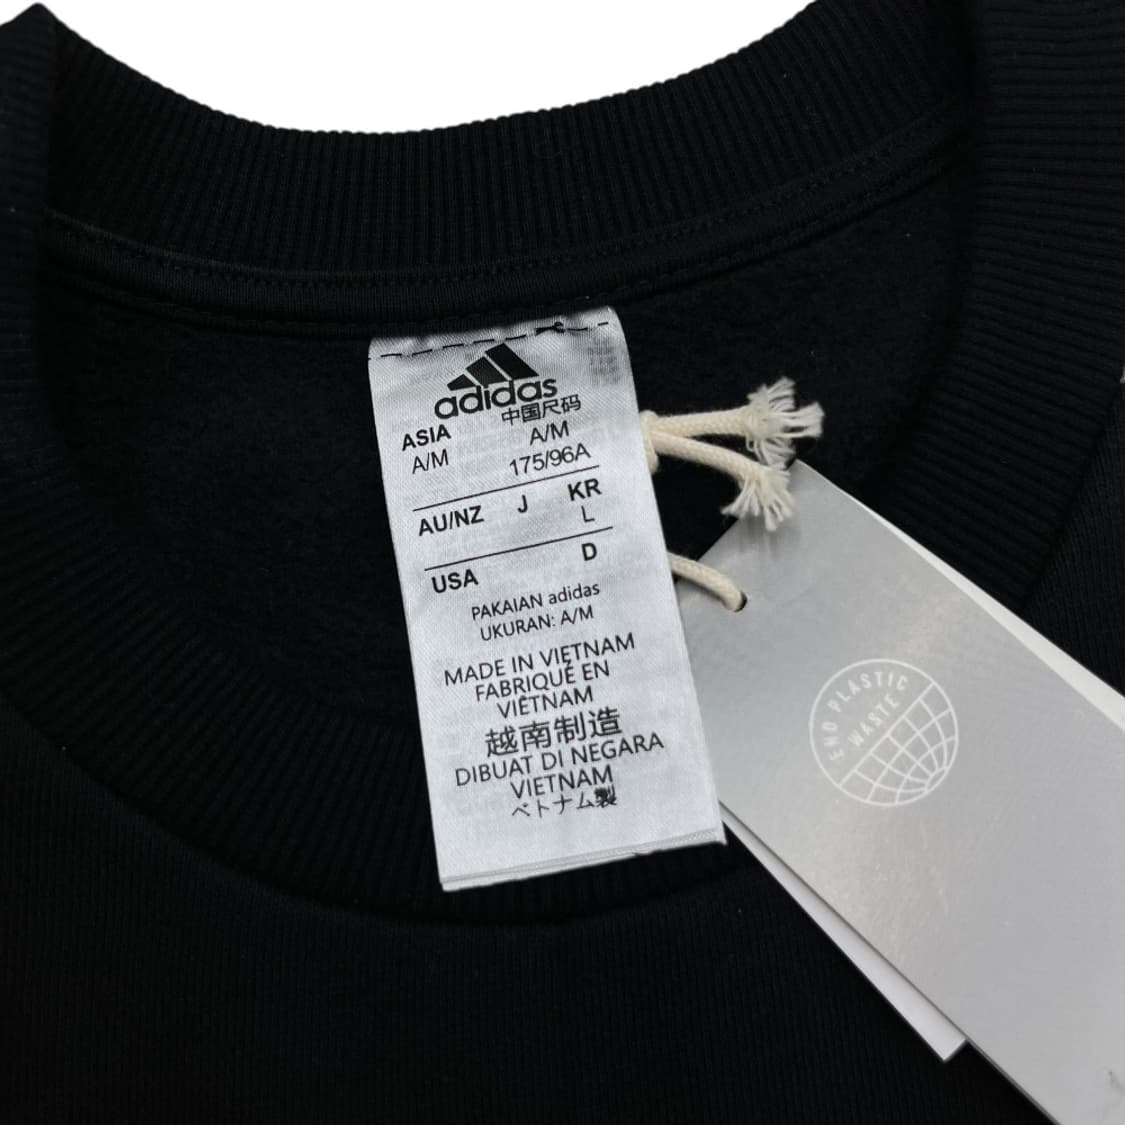 adidas
中国尺码
ASIA A/M
A/M 175/96A
AU/NZ J KR
L
USA D
PAKAIAN adidas
UKURAN: A/M
MADE IN VIETNAM
FABRIQUÉ EN
VIÊTNAM
越南制造
DIBUAT DI NEGARA
VIETNAM
ベトナム製
END PLASTIC
WASTE